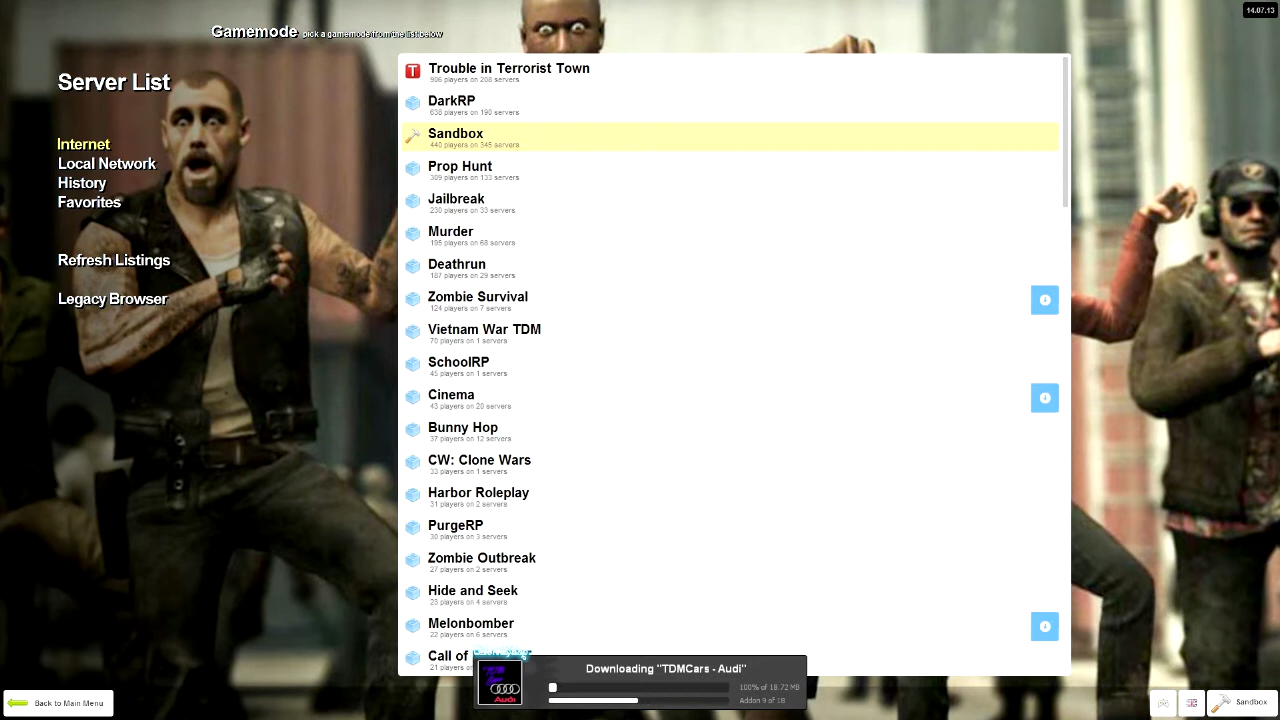 14.07.13
Gamemode pick a gamemode from the list below
Server List
Internet
Local Network
History
Favorites
Refresh Listings
Legacy Browser
Trouble in Terrorist Town
906 players on 208 servers
DarkRP
636 players on 190 servers
Sandbox
440 players on 345 servers
Prop Hunt
309 players on 133 servers
Jailbreak
230 players on 33 servers
Murder
195 players on 68 servers
Deathrun
187 players on 29 servers
Zombie Survival
124 players on 7 servers
Vietnam War TDM
70 players on 1 servers
SchoolRP
45 players on 1 servers
Cinema
43 players on 20 servers
Bunny Hop
37 players on 12 servers
CW: Clone Wars
33 players on 1 servers
Harbor Roleplay
31 players on 2 servers
PurgeRP
30 players on 3 servers
Zombie Outbreak
27 players on 2 servers
Hide and Seek
23 players on 4 servers
Melonbomber
22 players on 6 servers
Call of
21 players
Downloading "TDMCars - Audi"
100% of 18.72 MB
Addon 9 of 18
Audi
Back to Main Menu
Sandbox